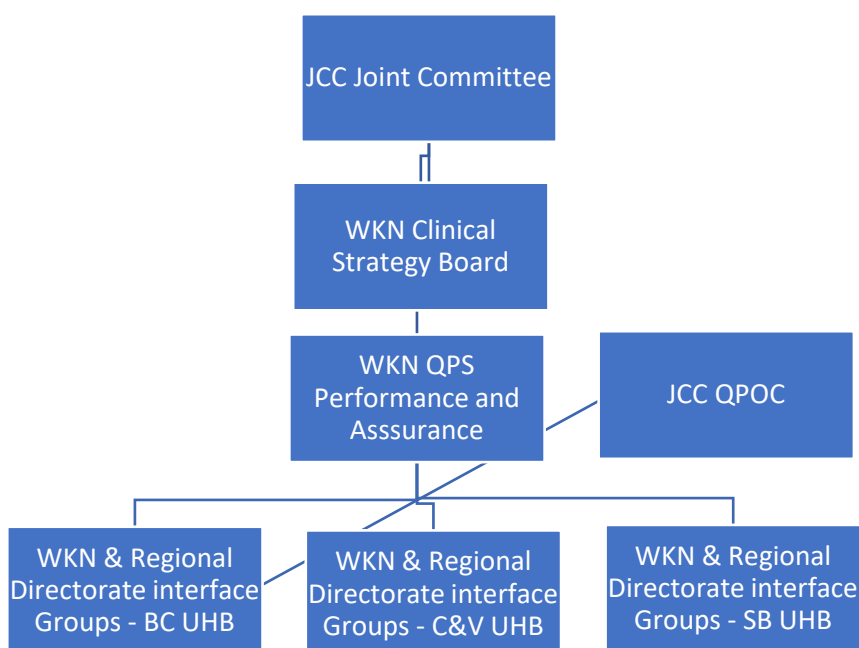 JCC Joint Committee
WKN Clinical
Strategy Board
WKN QPS
Performance and
Asssurance
JCC QPOC
WKN & Regional
Directorate interface
Groups - BC UHB
WKN & Regional
Directorate interface
Groups - C&V UHB
WKN & Regional
Directorate interface
Groups - SB UHB